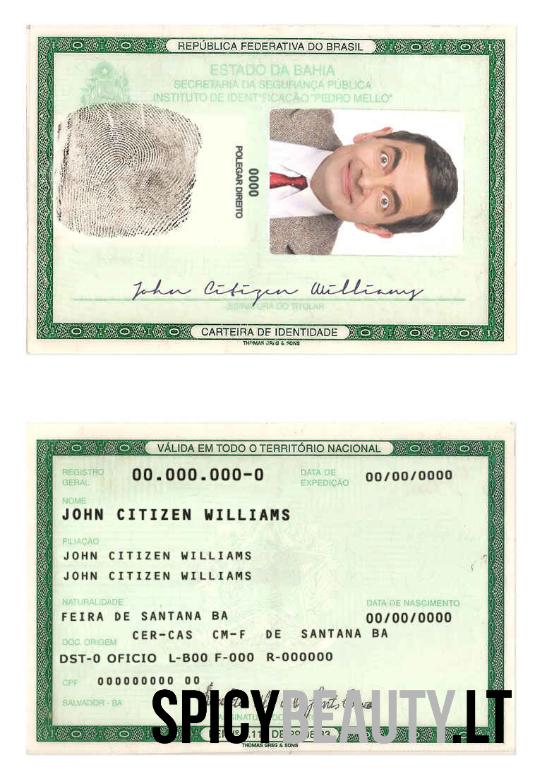 REPÚBLICA FEDERATIVA DO BRASIL
ESTADO DA BAHIA
SECRETARIA DA SEGURANÇA PÚBLICA
INSTITUTO DE IDENTIFICAÇÃO "PEDRO MELLO"
0000
POLEGAR DIREITO
John Citizen Williams
ASSINATURA DO TITULAR
CARTEIRA DE IDENTIDADE
THOMAS GREG & SONS
VÁLIDA EM TODO O TERRITÓRIO NACIONAL
REGISTRO GERAL 00.000.000-0 DATA DE EXPEDIÇÃO 00/00/0000
NOME
JOHN CITIZEN WILLIAMS
FILIAÇÃO
JOHN CITIZEN WILLIAMS
JOHN CITIZEN WILLIAMS
NATURALIDADE DATA DE NASCIMENTO
FEIRA DE SANTANA BA 00/00/0000
DOC. ORIGEM CER-CAS CM-F DE SANTANA BA
DST-0 OFICIO L-B00 F-000 R-000000
CPF 000000000 00
SALVADOR - BA
SPICYBEAUTY.LT
THOMAS GREG & SONS